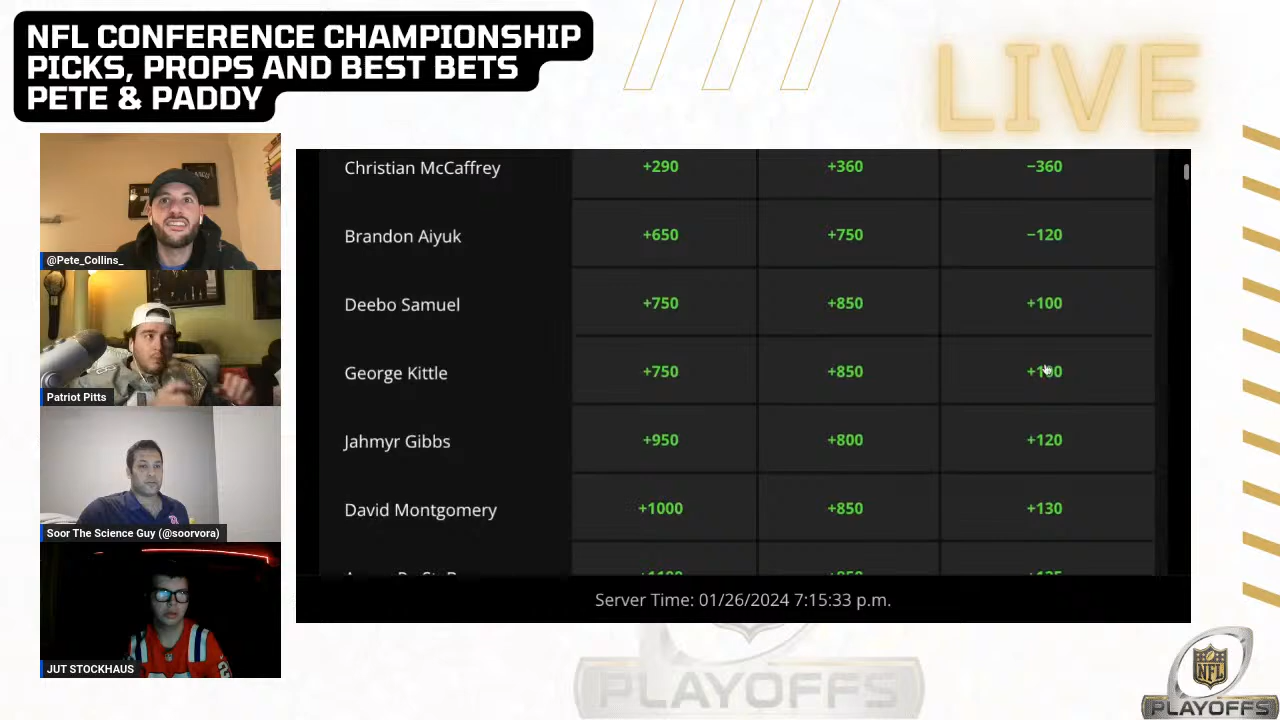 NFL CONFERENCE CHAMPIONSHIP
PICKS, PROPS AND BEST BETS
PETE & PADDY
LIVE
@Pete_Collins_
Patriot Pitts
Soor The Science Guy (@soorvora)
JUT STOCKHAUS
Christian McCaffrey +290 +360 −360
Brandon Aiyuk +650 +750 −120
Deebo Samuel +750 +850 +100
George Kittle +750 +850 +100
Jahmyr Gibbs +950 +800 +120
David Montgomery +1000 +850 +130
Server Time: 01/26/2024 7:15:33 p.m.
PLAYOFFS
NFL
PLAYOFFS